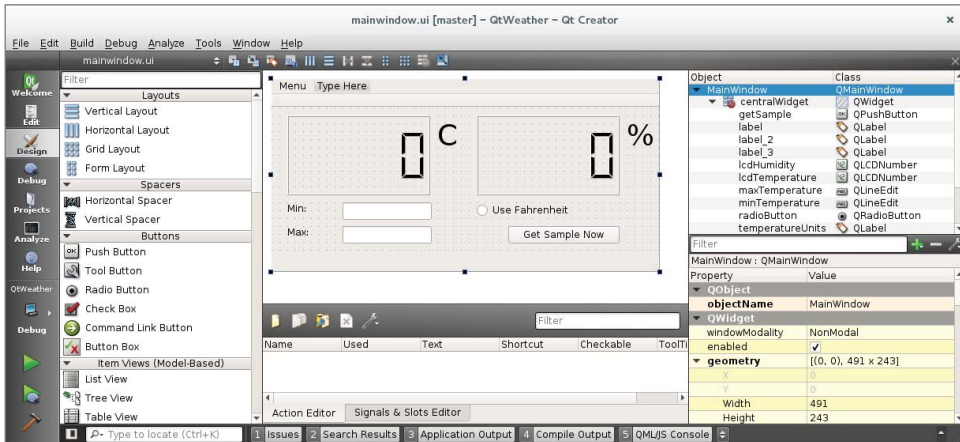 mainwindow.ui [master] – QtWeather – Qt Creator
File Edit Build Debug Analyze Tools Window Help
mainwindow.ui
Welcome
Edit
Design
Debug
Projects
Analyze
Help
QtWeather
Debug
Filter
Layouts
Vertical Layout
Horizontal Layout
Grid Layout
Form Layout
Spacers
Horizontal Spacer
Vertical Spacer
Buttons
Push Button
Tool Button
Radio Button
Check Box
Command Link Button
Button Box
Item Views (Model-Based)
List View
Tree View
Table View
Menu Type Here
0 C 0 %
Min:
Use Fahrenheit
Max:
Get Sample Now
Filter
Name Used Text Shortcut Checkable ToolTi
Action Editor Signals & Slots Editor
Object Class
MainWindow QMainWindow
centralWidget QWidget
getSample QPushButton
label QLabel
label_2 QLabel
label_3 QLabel
lcdHumidity QLCDNumber
lcdTemperature QLCDNumber
maxTemperature QLineEdit
minTemperature QLineEdit
radioButton QRadioButton
temperatureUnits QLabel
Filter
MainWindow : QMainWindow
Property Value
QObject
objectName MainWindow
QWidget
windowModality NonModal
enabled
geometry [(0, 0), 491 x 243]
X 0
Y 0
Width 491
Height 243
Type to locate (Ctrl+K)
1 Issues 2 Search Results 3 Application Output 4 Compile Output 5 QML/JS Console